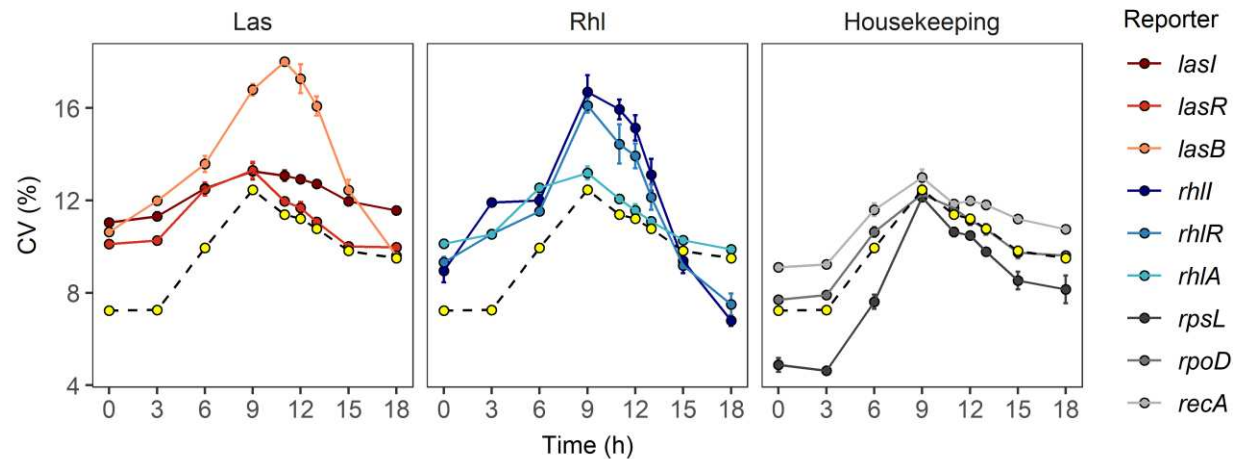 Las
Rhl
Housekeeping
Reporter
CV (%)
16
12
8
4
0 3 6 9 12 15 18
0 3 6 9 12 15 18
0 3 6 9 12 15 18
Time (h)
lasI
lasR
lasB
rhlI
rhlR
rhlA
rpsL
rpoD
recA